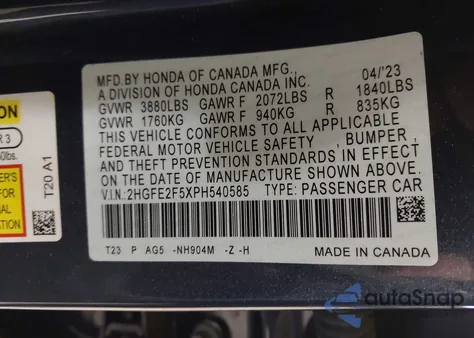 MFD.BY HONDA OF CANADA MFG.,
A DIVISION OF HONDA CANADA INC. 04/'23
GVWR 3880LBS GAWR F 2072LBS R 1840LBS
GVWR 1760KG GAWR F 940KG R 835KG
THIS VEHICLE CONFORMS TO ALL APPLICABLE
FEDERAL MOTOR VEHICLE SAFETY , BUMPER ,
AND THEFT PREVENTION STANDARDS IN EFFECT
ON THE DATE OF MANUFACTURE SHOWN ABOVE.
V.I.N.:2HGFE2F5XPH540585 TYPE:PASSENGER CAR
T23 P AG5 -NH904M -Z -H
MADE IN CANADA
T20 A1
autoSnap